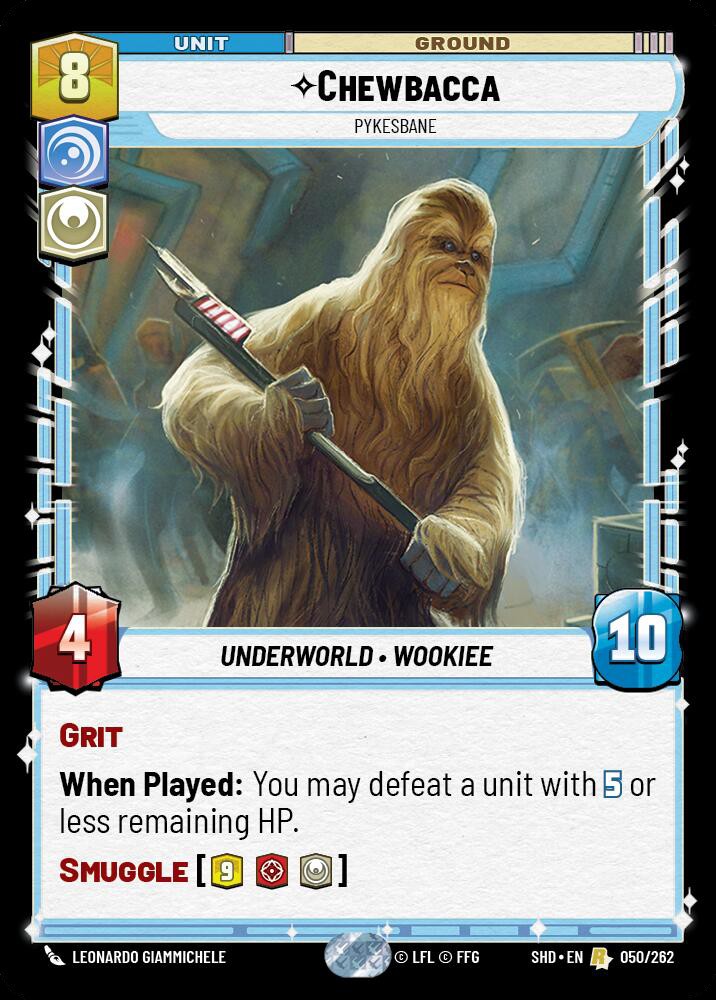 UNIT GROUND
8
✧CHEWBACCA
PYKESBANE
4
UNDERWORLD • WOOKIEE
10
GRIT
When Played: You may defeat a unit with 5 or
less remaining HP.
SMUGGLE [9]
LEONARDO GIAMMICHELE © LFL © FFG SHD • EN R 050/262